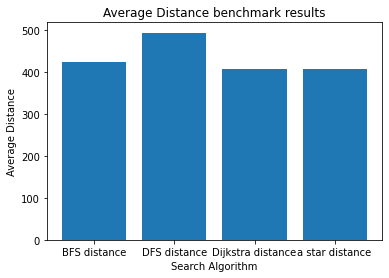 Average Distance benchmark results
500
400
300
200
100
0
Average Distance
BFS distance DFS distance Dijkstra distance a star distance
Search Algorithm